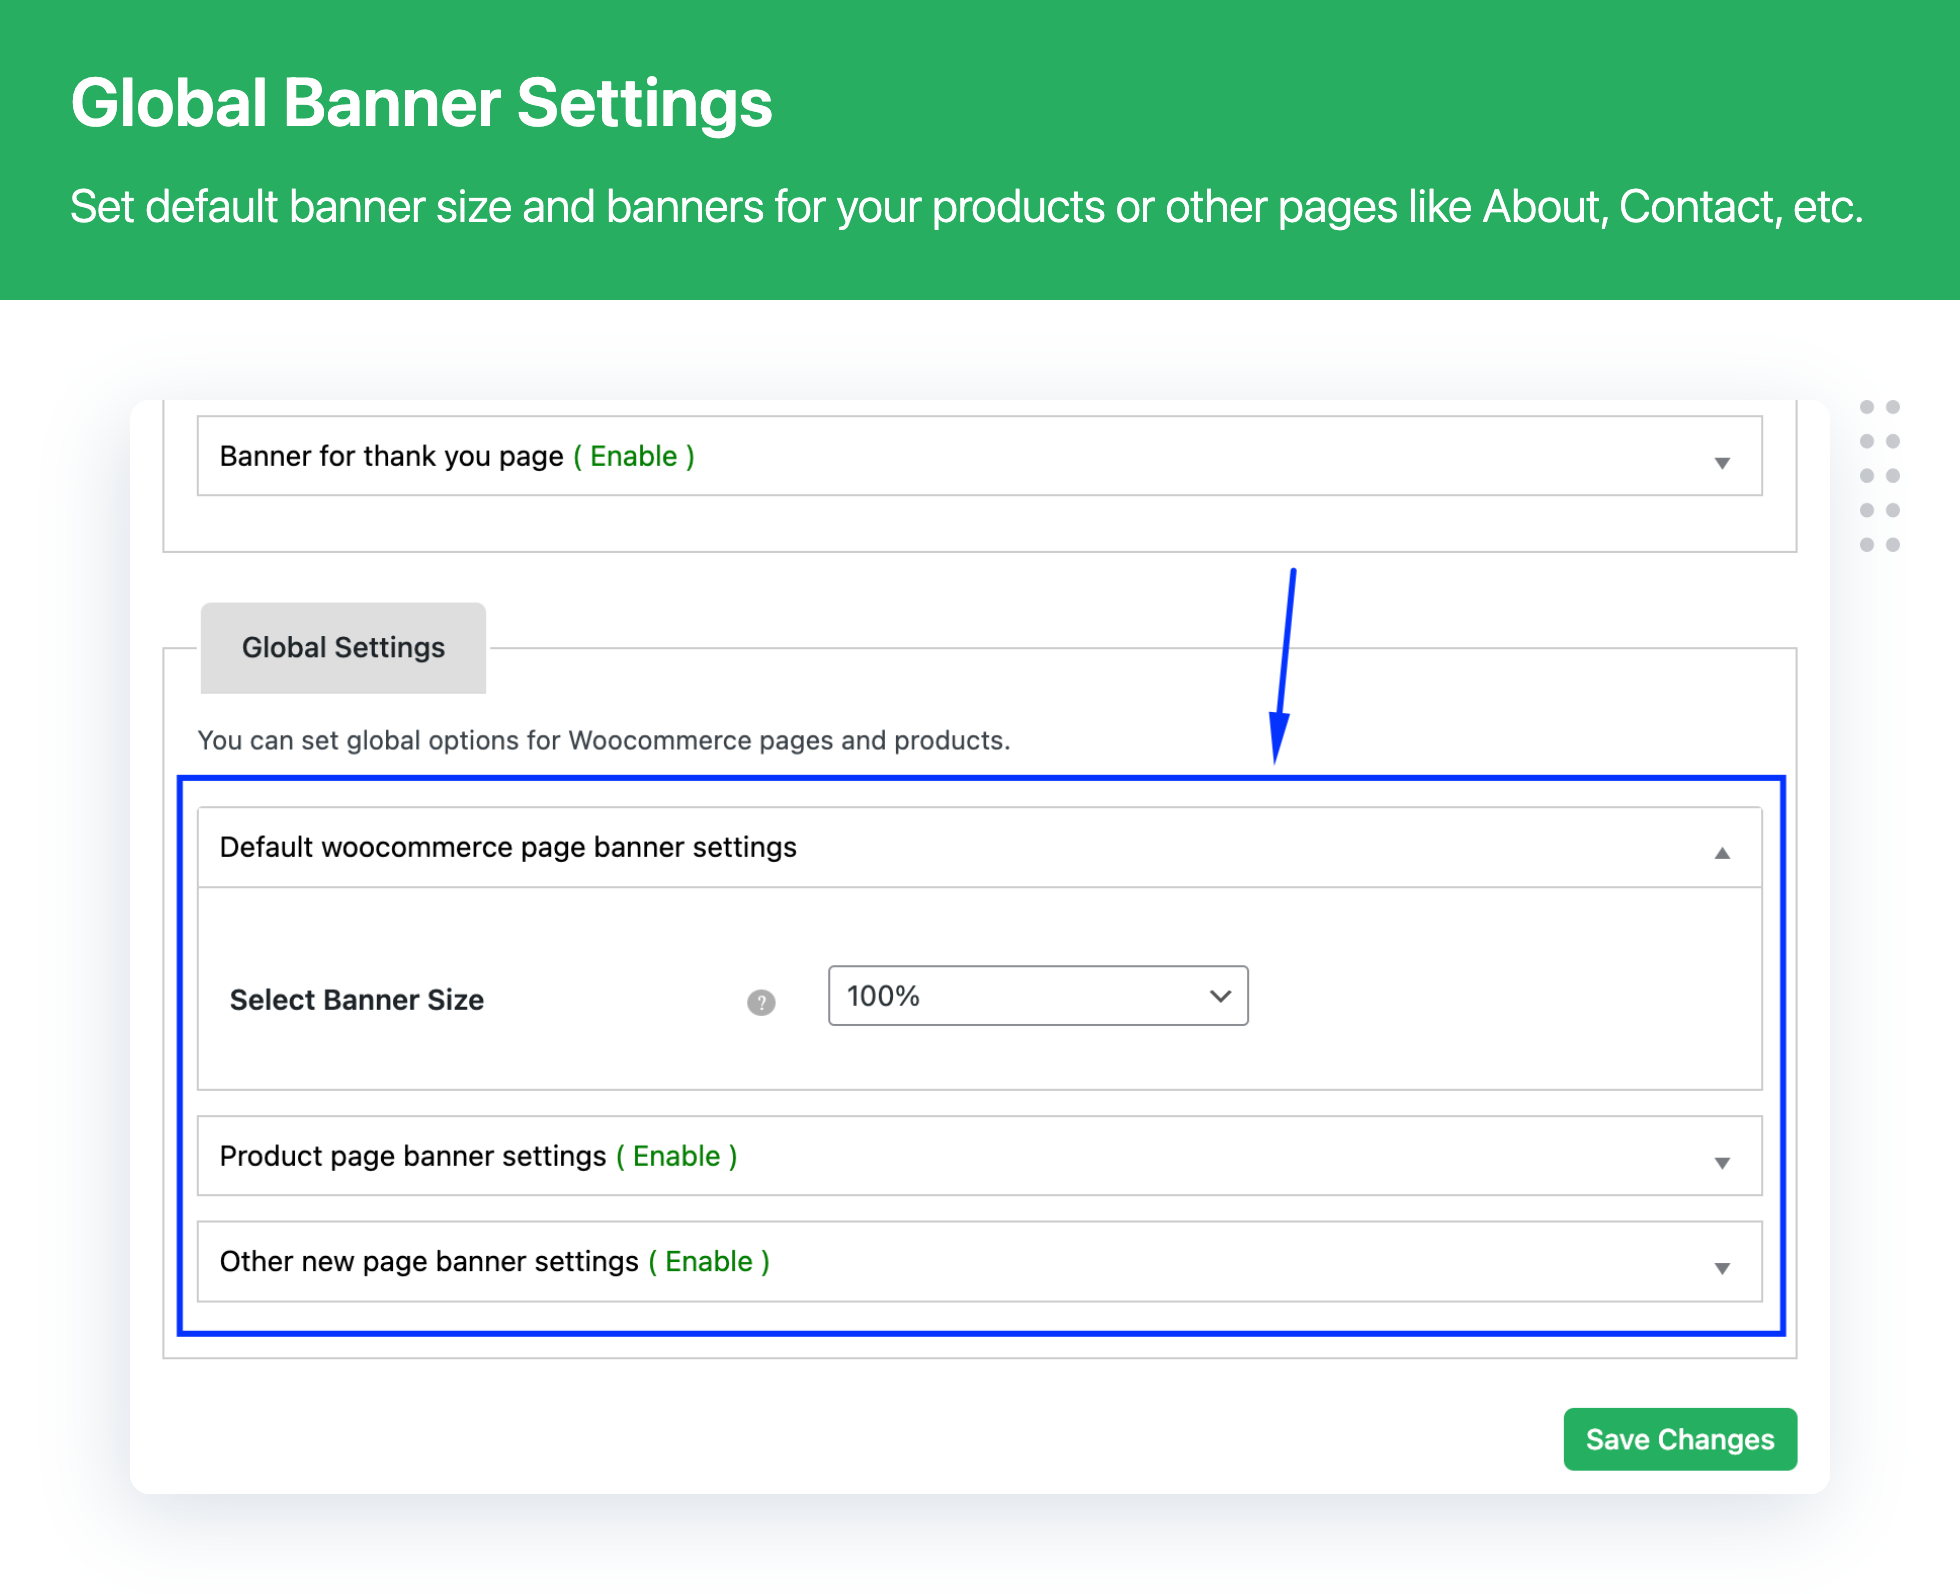 Global Banner Settings
Set default banner size and banners for your products or other pages like About, Contact, etc.
Banner for thank you page ( Enable )
Global Settings
You can set global options for Woocommerce pages and products.
Default woocommerce page banner settings
Select Banner Size ? 100%
Product page banner settings ( Enable )
Other new page banner settings ( Enable )
Save Changes